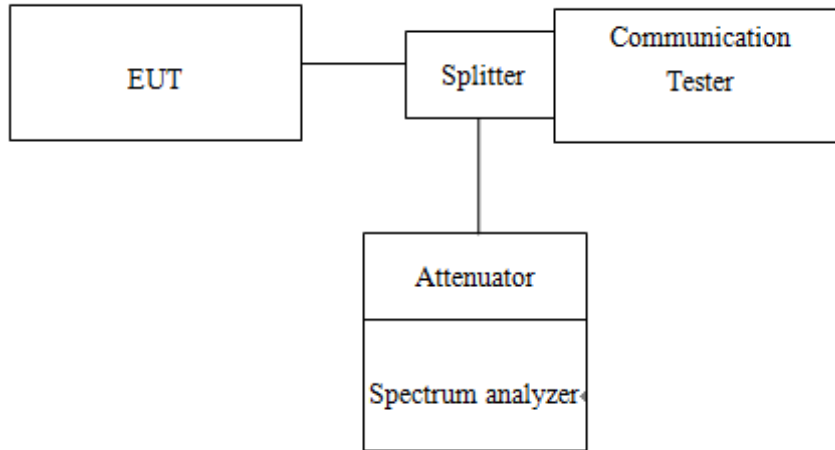 EUT
Splitter
Communication
Tester
Attenuator
Spectrum analyzer